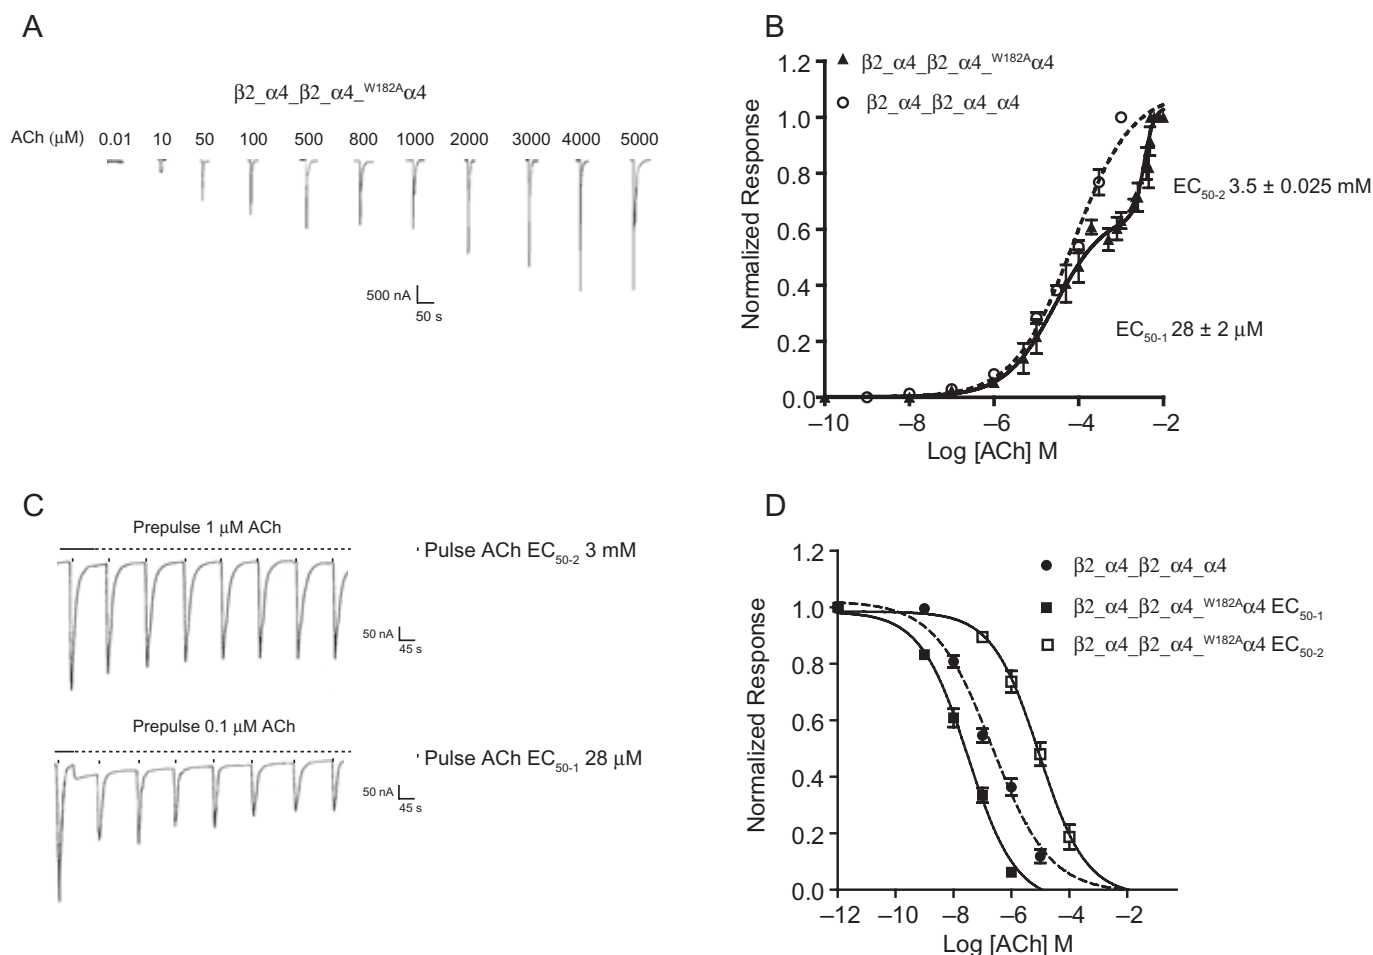 A
β2_α4_β2_α4_W182Aα4
ACh (μM) 0.01 10 50 100 500 800 1000 2000 3000 4000 5000
500 nA
50 s
B
β2_α4_β2_α4_W182Aα4
β2_α4_β2_α4_α4
Normalized Response
1.2
1.0
0.8
0.6
0.4
0.2
0.0
EC50-2 3.5 ± 0.025 mM
EC50-1 28 ± 2 μM
–10 –8 –6 –4 –2
Log [ACh] M
C
Prepulse 1 μM ACh
Pulse ACh EC50-2 3 mM
50 nA
45 s
Prepulse 0.1 μM ACh
Pulse ACh EC50-1 28 μM
50 nA
45 s
D
β2_α4_β2_α4_α4
β2_α4_β2_α4_W182Aα4 EC50-1
β2_α4_β2_α4_W182Aα4 EC50-2
Normalized Response
1.2
1.0
0.8
0.6
0.4
0.2
0.0
–12 –10 –8 –6 –4 –2
Log [ACh] M